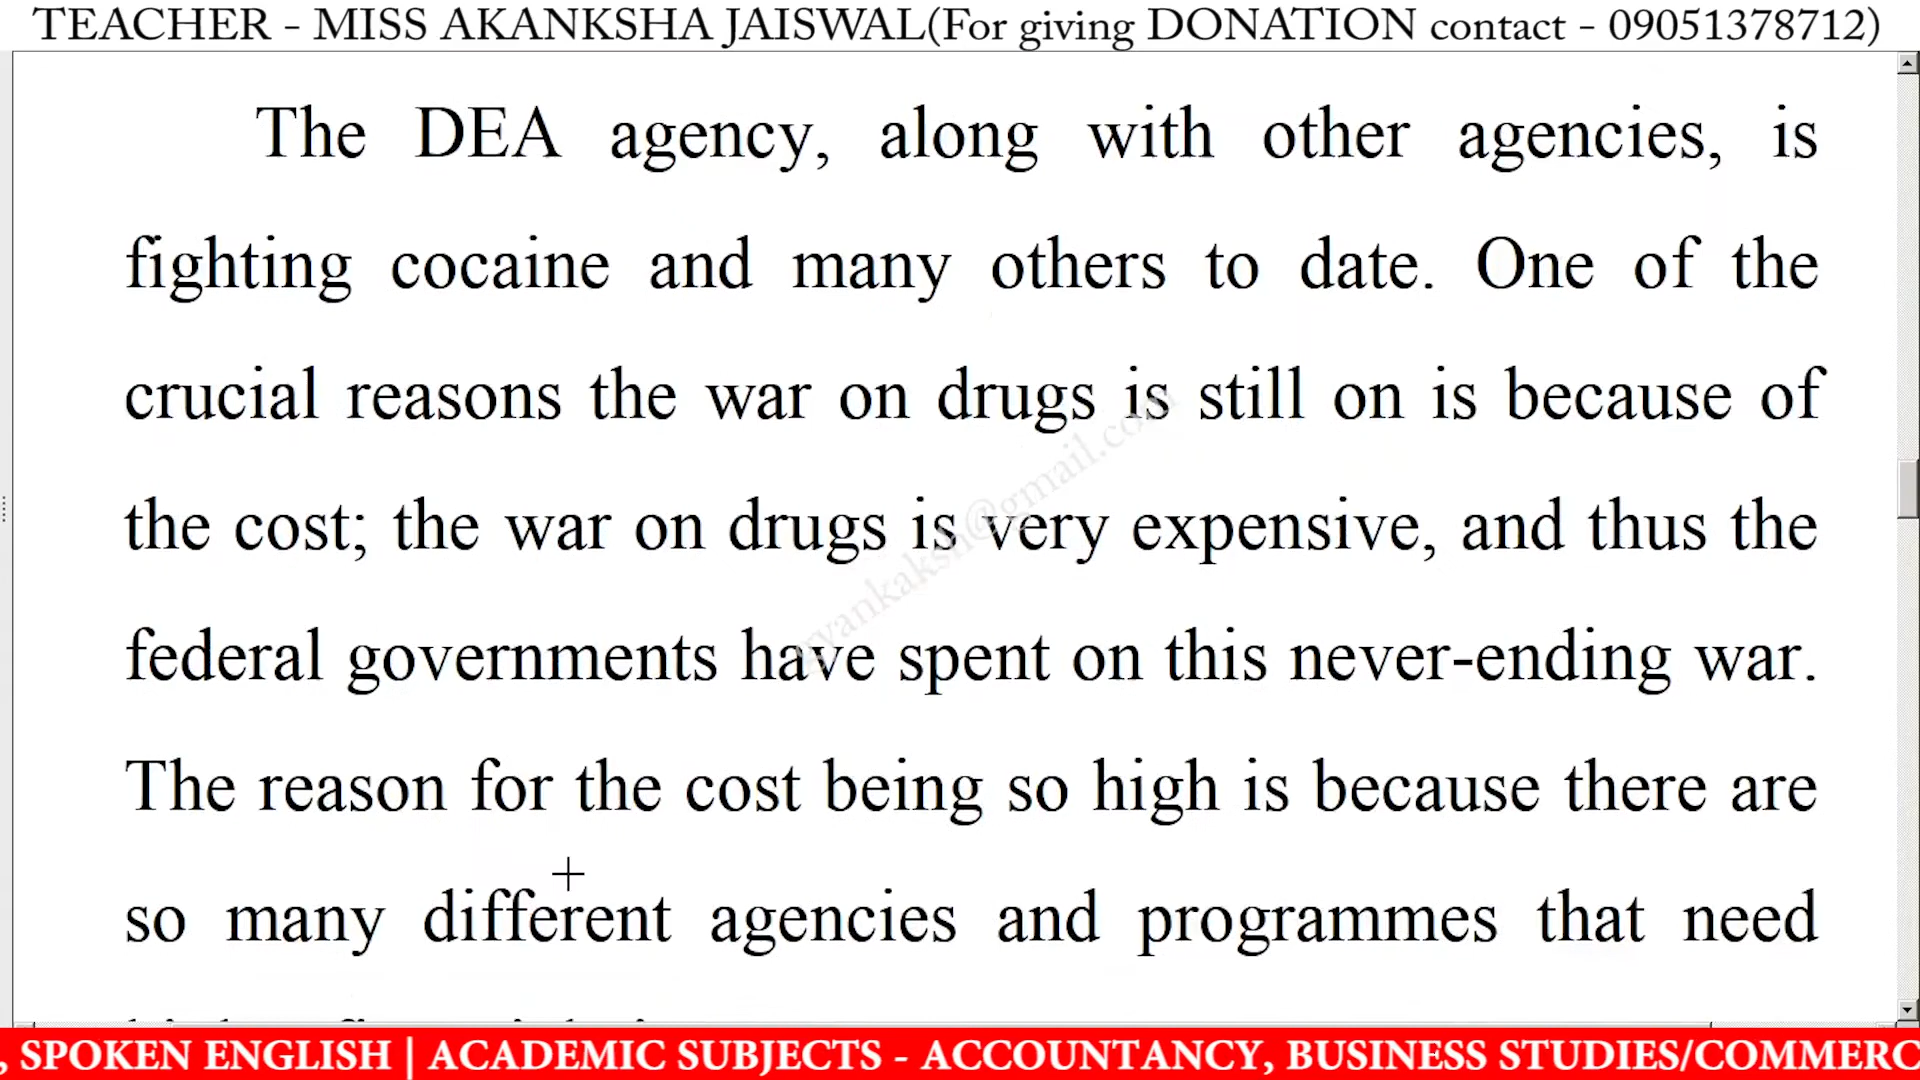 TEACHER - MISS AKANKSHA JAISWAL(For giving DONATION contact - 09051378712)
The DEA agency, along with other agencies, is
fighting cocaine and many others to date. One of the
crucial reasons the war on drugs is still on is because of
the cost; the war on drugs is very expensive, and thus the
federal governments have spent on this never-ending war.
The reason for the cost being so high is because there are
so many different agencies and programmes that need
, SPOKEN ENGLISH | ACADEMIC SUBJECTS - ACCOUNTANCY, BUSINESS STUDIES/COMMERC